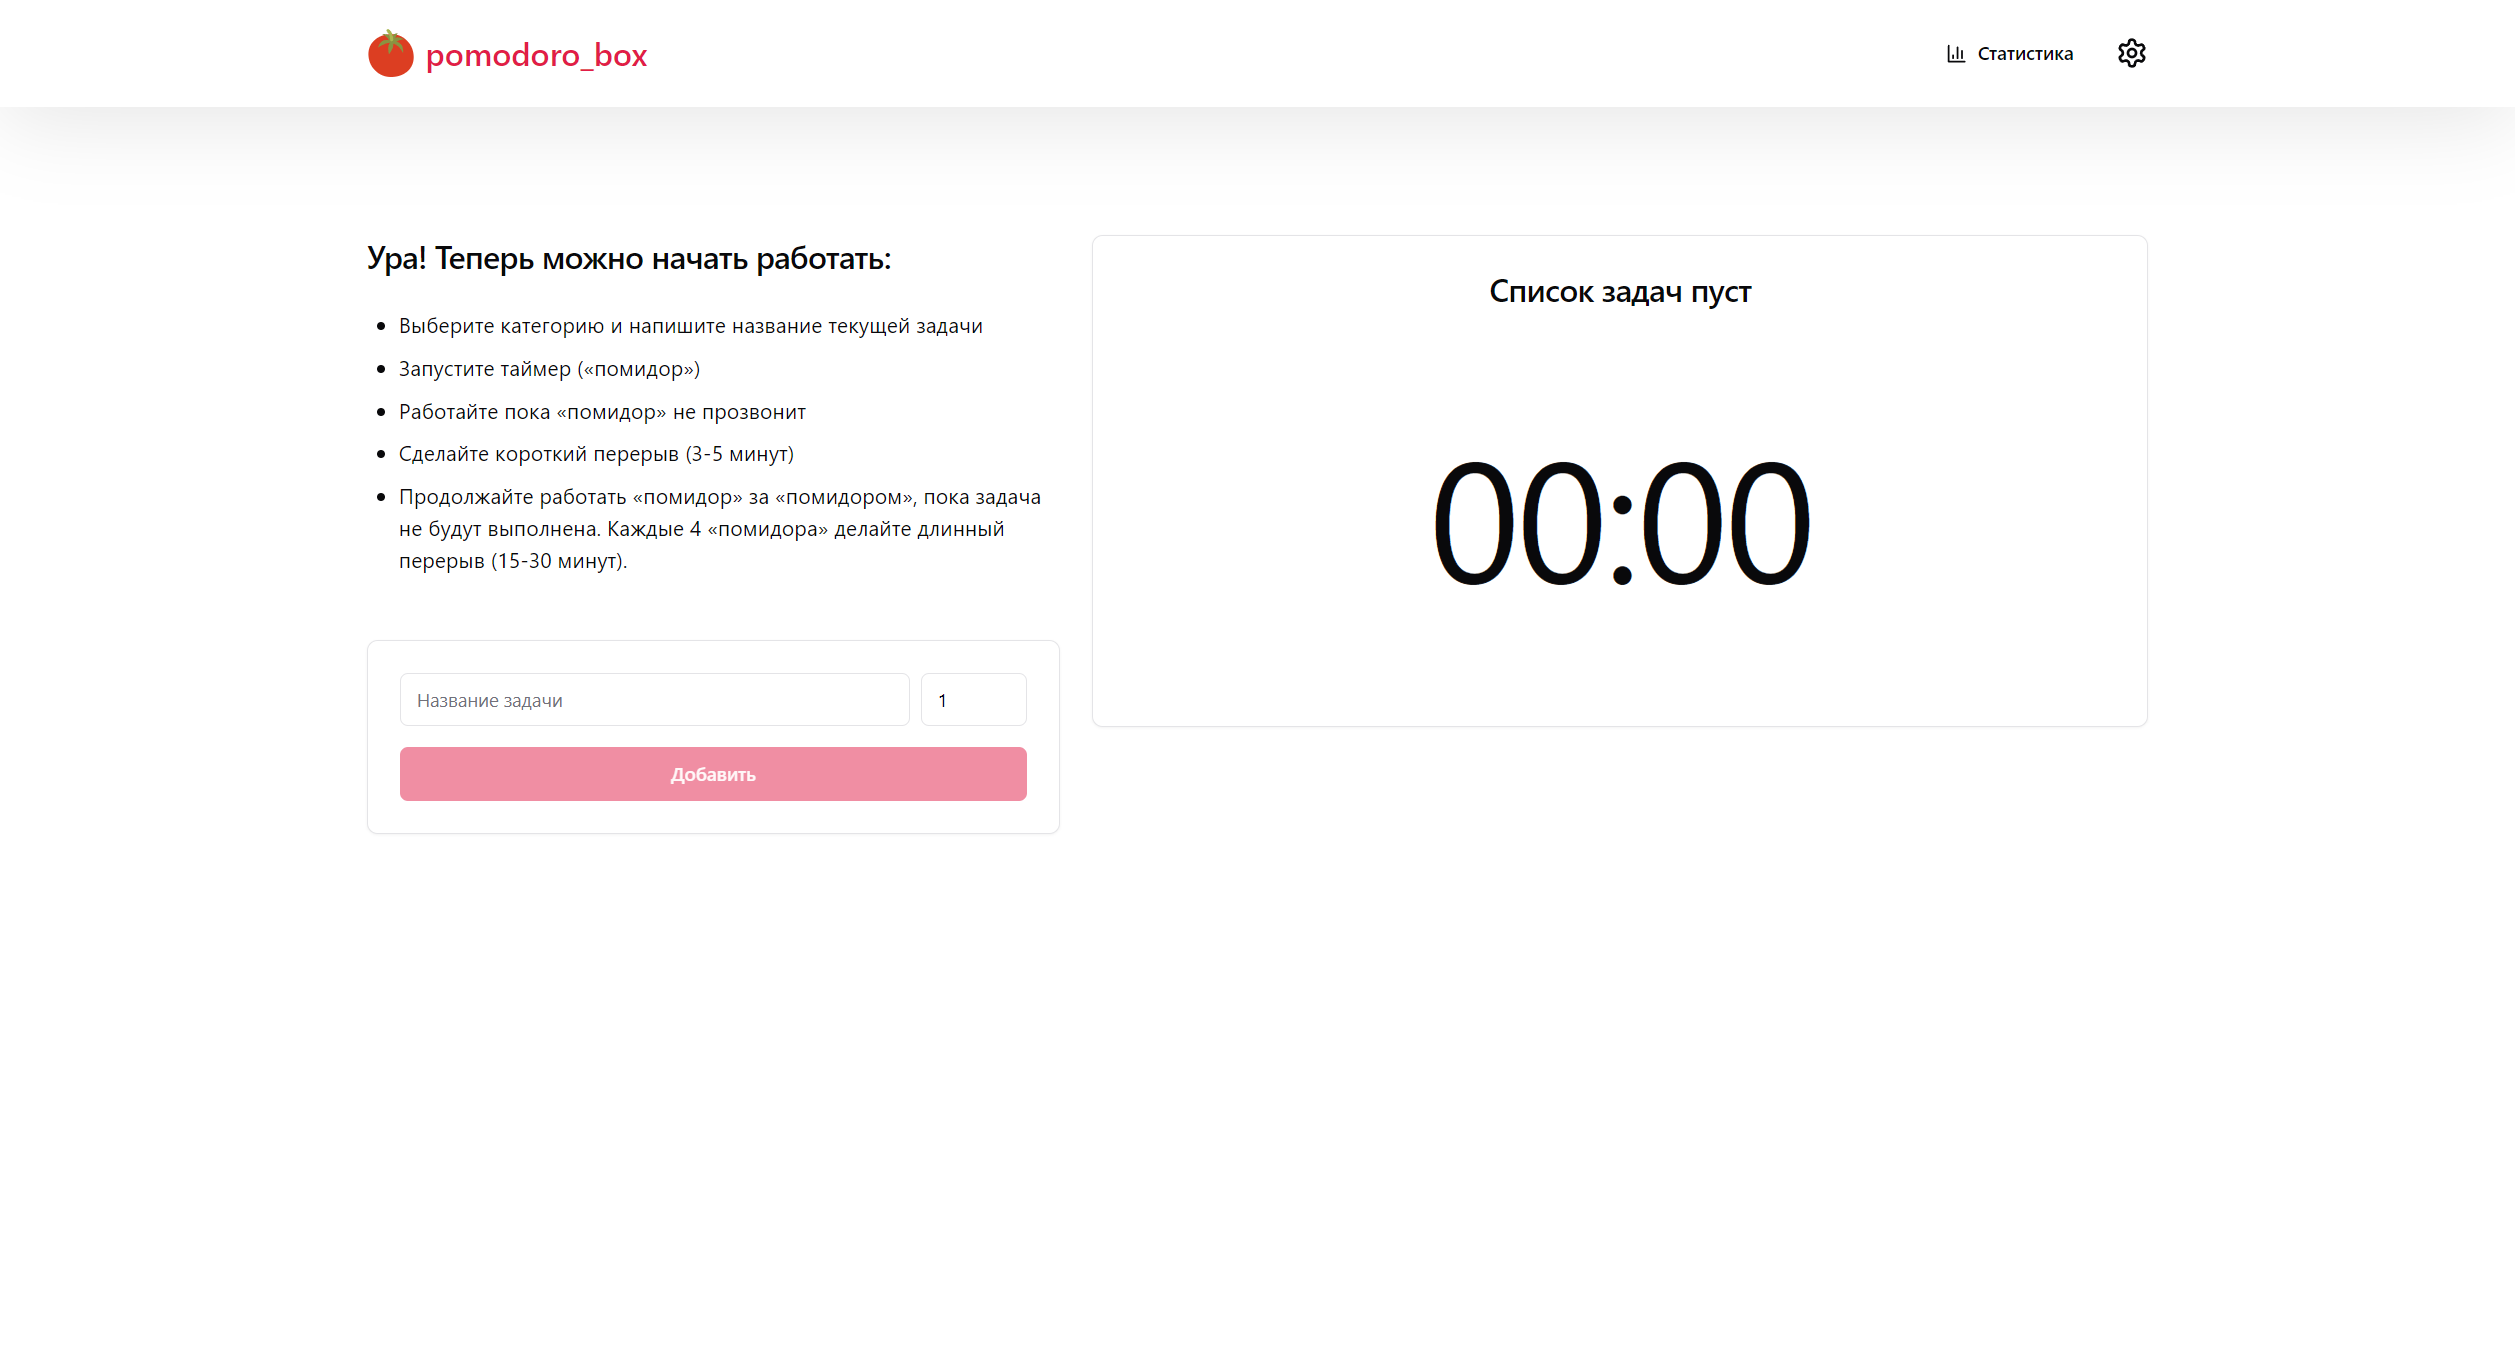 pomodoro_box
Статистика
Ура! Теперь можно начать работать:
Выберите категорию и напишите название текущей задачи
Запустите таймер («помидор»)
Работайте пока «помидор» не прозвонит
Сделайте короткий перерыв (3-5 минут)
Продолжайте работать «помидор» за «помидором», пока задача
не будут выполнена. Каждые 4 «помидора» делайте длинный
перерыв (15-30 минут).
Название задачи
1
Добавить
Список задач пуст
00:00